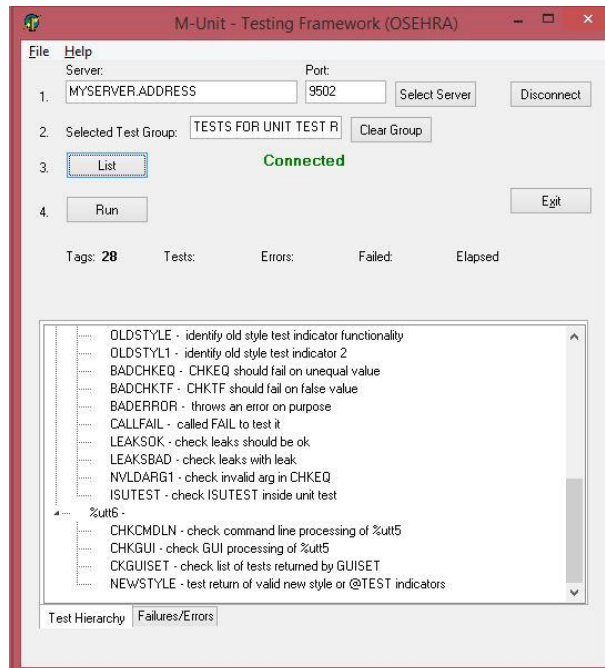 M-Unit - Testing Framework (OSEHRA)
File Help
Server: Port:
1. MYSERVER.ADDRESS 9502 Select Server Disconnect
2. Selected Test Group: TESTS FOR UNIT TEST R Clear Group
3. List Connected
4. Run Exit
Tags: 28 Tests: Errors: Failed: Elapsed
OLDSTYLE - identify old style test indicator functionality
OLDSTYL1 - identify old style test indicator 2
BADCHKEQ - CHKEQ should fail on unequal value
BADCHKTF - CHKTF should fail on false value
BADERROR - throws an error on purpose
CALLFAIL - called FAIL to test it
LEAKSOK - check leaks should be ok
LEAKSBAD - check leaks with leak
NVLDARG1 - check invalid arg in CHKEQ
ISUTEST - check ISUTEST inside unit test
%utt6 -
CHKCMDLN - check command line processing of %utt5
CHKGUI - check GUI processing of %utt5
CKGUISET - check list of tests returned by GUISET
NEWSTYLE - test return of valid new style or @TEST indicators
Test Hierarchy Failures/Errors